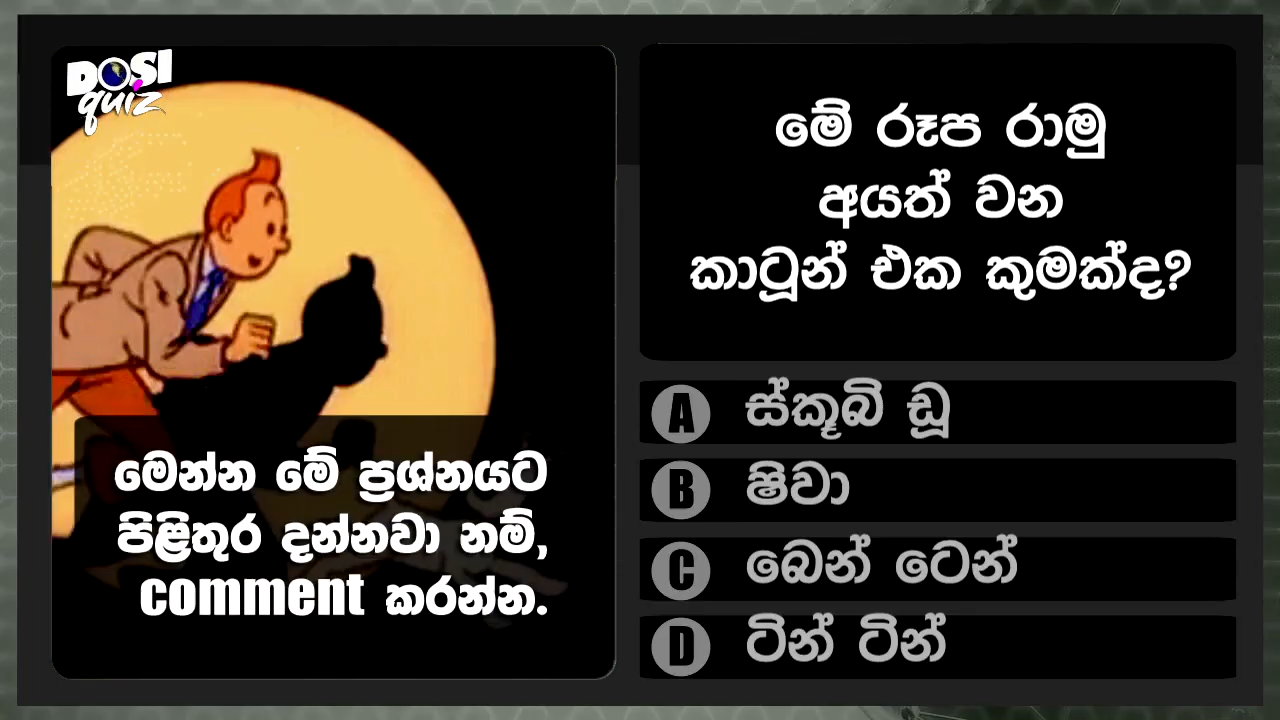 DOSI
quiz
මේ රූප රාමු
අයත් වන
කාටූන් එක කුමක්ද?
A ස්කූබි ඩූ
B ෂිවා
C බෙන් ටෙන්
D ටින් ටින්
මෙන්න මේ ප්‍රශ්නයට
පිළිතුර දන්නවා නම්,
comment කරන්න.